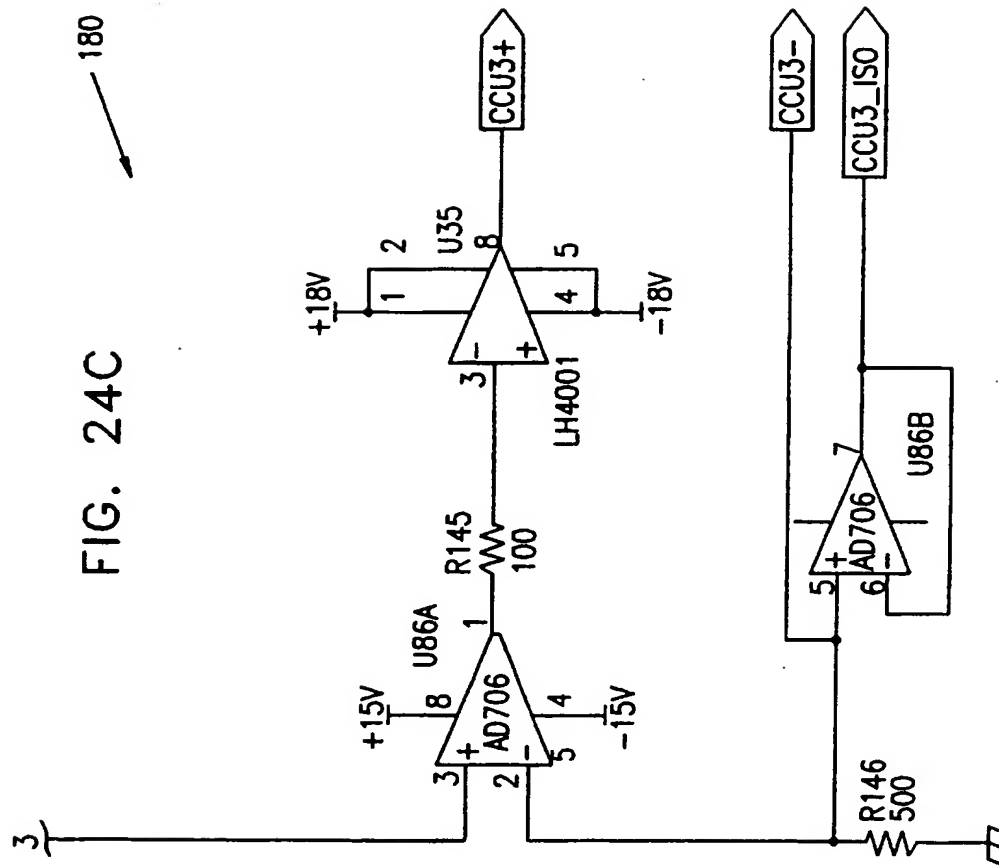 FIG. 24C
180
3
+15V
8
U86A
3
+
AD706
1
2
-
5
4
-15V
R145
100
+18V
1
2
U35
3
-
+
8
4
5
-18V
LH4001
CCU3+
CCU3-
CCU3_ISO
5
+
AD706
7
6
-
U86B
R146
500